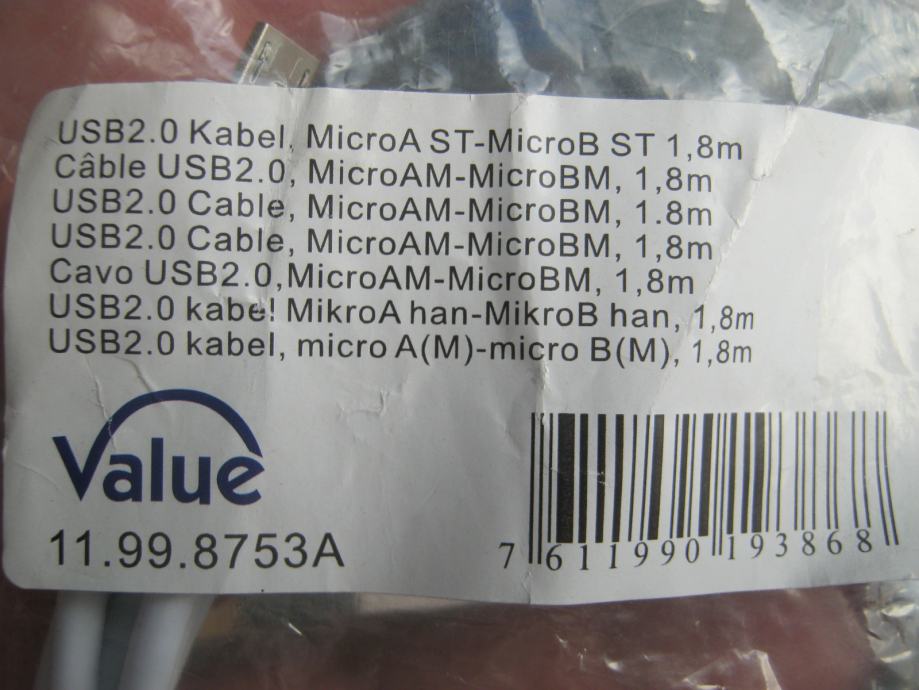 USB2.0 Kabel, MicroA ST-MicroB ST 1,8m
Câble USB2.0, MicroAM-MicroBM, 1,8m
USB2.0 Cable, MicroAM-MicroBM, 1.8m
USB2.0 Cable, MicroAM-MicroBM, 1,8m
Cavo USB2.0,MicroAM-MicroBM, 1,8m
USB2.0 kabel MikroA han-MikroB han, 1,8m
USB2.0 kabel, micro A(M)-micro B(M), 1,8m
Value
11.99.8753A
7 611990 193868